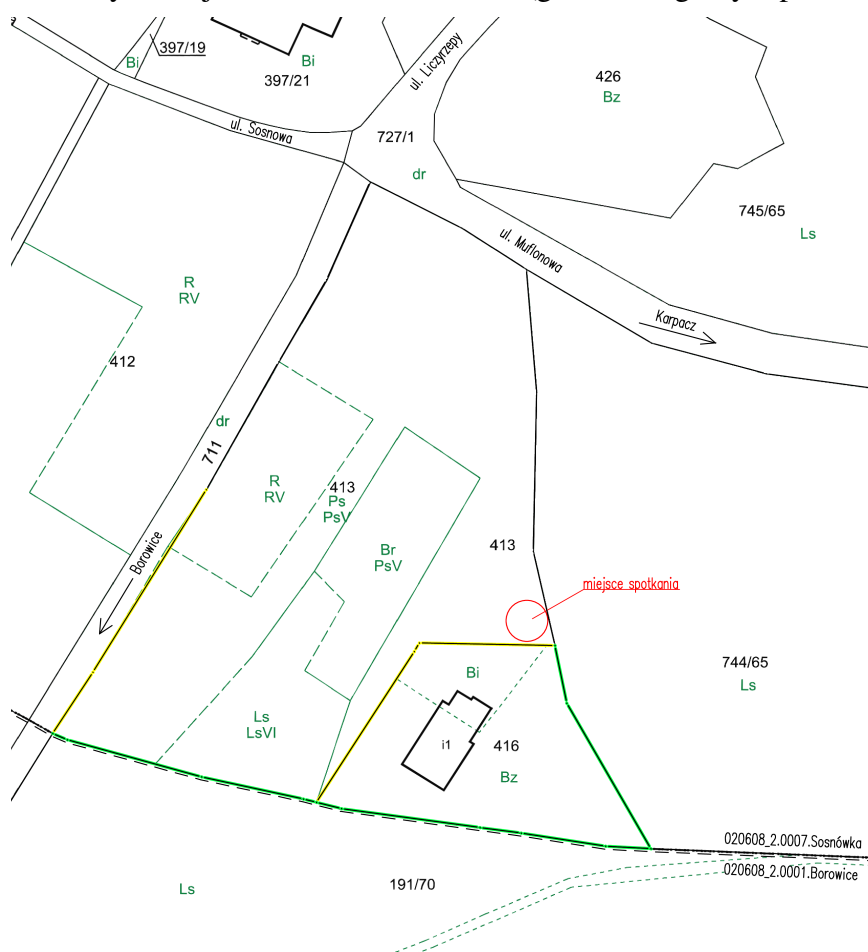 397/19
Bi
Bi
397/21
ul. Liczyrzepy
426
Bz
ul. Sosnowa
727/1
dr
745/65
Ls
ul. Muflonowa
R
RV
Karpacz
412
dr
711
R
RV
413
Ps
PsV
Br
PsV
413
Borowice
miejsce spotkania
744/65
Ls
Bi
Ls
LsVI
i1
416
Bz
020608_2.0007.Sosnówka
020608_2.0001.Borowice
Ls
191/70